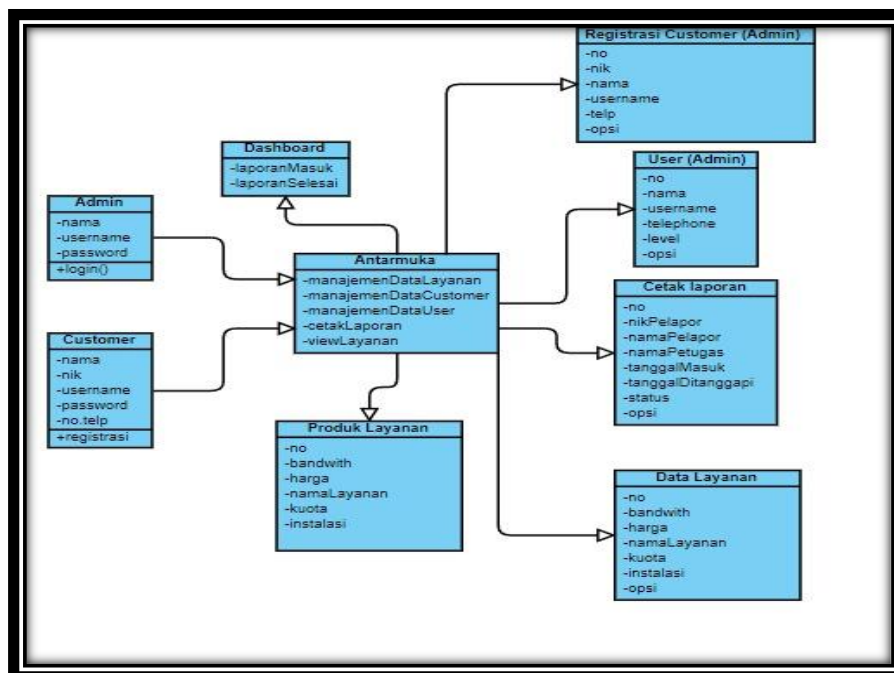 Registrasi Customer (Admin)
-no
-nik
-nama
-username
-telp
-opsi
Dashboard
-laporanMasuk
-laporanSelesai
User (Admin)
-no
-nama
-username
-telephone
-level
-opsi
Admin
-nama
-username
-password
+login()
Antarmuka
-manajemenDataLayanan
-manajemenDataCustomer
-manajemenDataUser
-cetakLaporan
-viewLayanan
Cetak laporan
-no
-nikPelapor
-namaPelapor
-namaPetugas
-tanggalMasuk
-tanggalDitanggapi
-status
-opsi
Customer
-nama
-nik
-username
-password
-no.telp
+registrasi
Produk Layanan
-no
-bandwith
-harga
-namaLayanan
-kuota
-instalasi
Data Layanan
-no
-bandwith
-harga
-namaLayanan
-kuota
-instalasi
-opsi